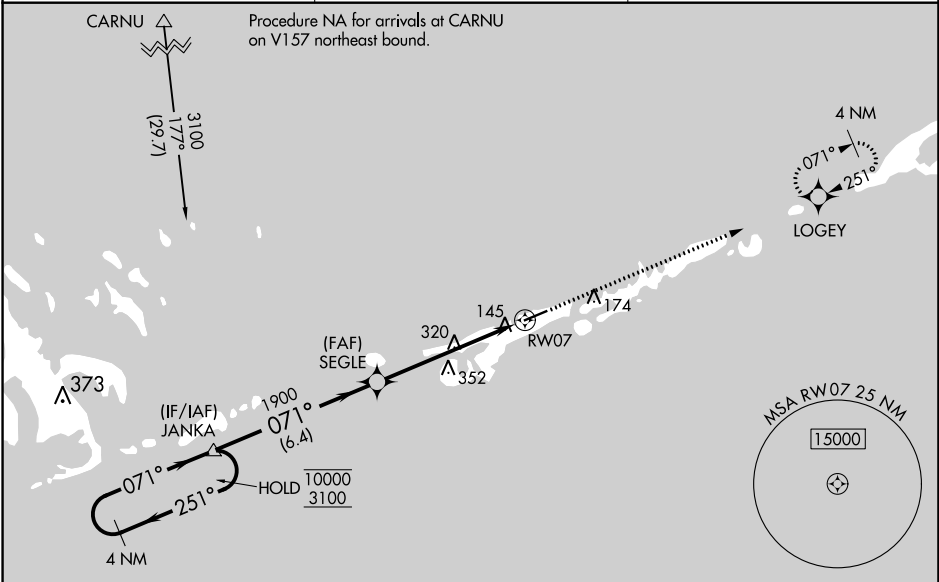 CARNU
Procedure NA for arrivals at CARNU
on V157 northeast bound.
3100
177°
(29.7)
4 NM
071°
251°
LOGEY
174
145
RW07
320
352
(FAF)
SEGLE
373
1900
071°
(6.4)
(IF/IAF)
JANKA
071°
251°
HOLD
10000
3100
4 NM
MSA RW07 25 NM
15000